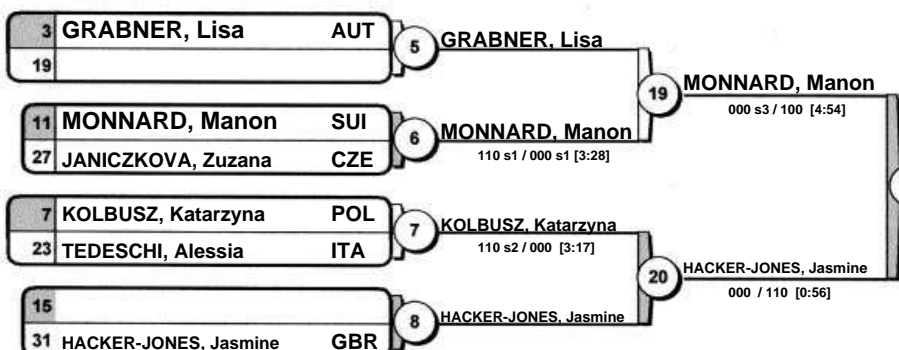 3 GRABNER, Lisa AUT
19
5
GRABNER, Lisa
11 MONNARD, Manon SUI
27 JANICZKOVA, Zuzana CZE
6
MONNARD, Manon
110 s1 / 000 s1 [3:28]
19
MONNARD, Manon
000 s3 / 100 [4:54]
7 KOLBUSZ, Katarzyna POL
23 TEDESCHI, Alessia ITA
7
KOLBUSZ, Katarzyna
110 s2 / 000 [3:17]
15
31 HACKER-JONES, Jasmine GBR
8
HACKER-JONES, Jasmine
20
HACKER-JONES, Jasmine
000 / 110 [0:56]